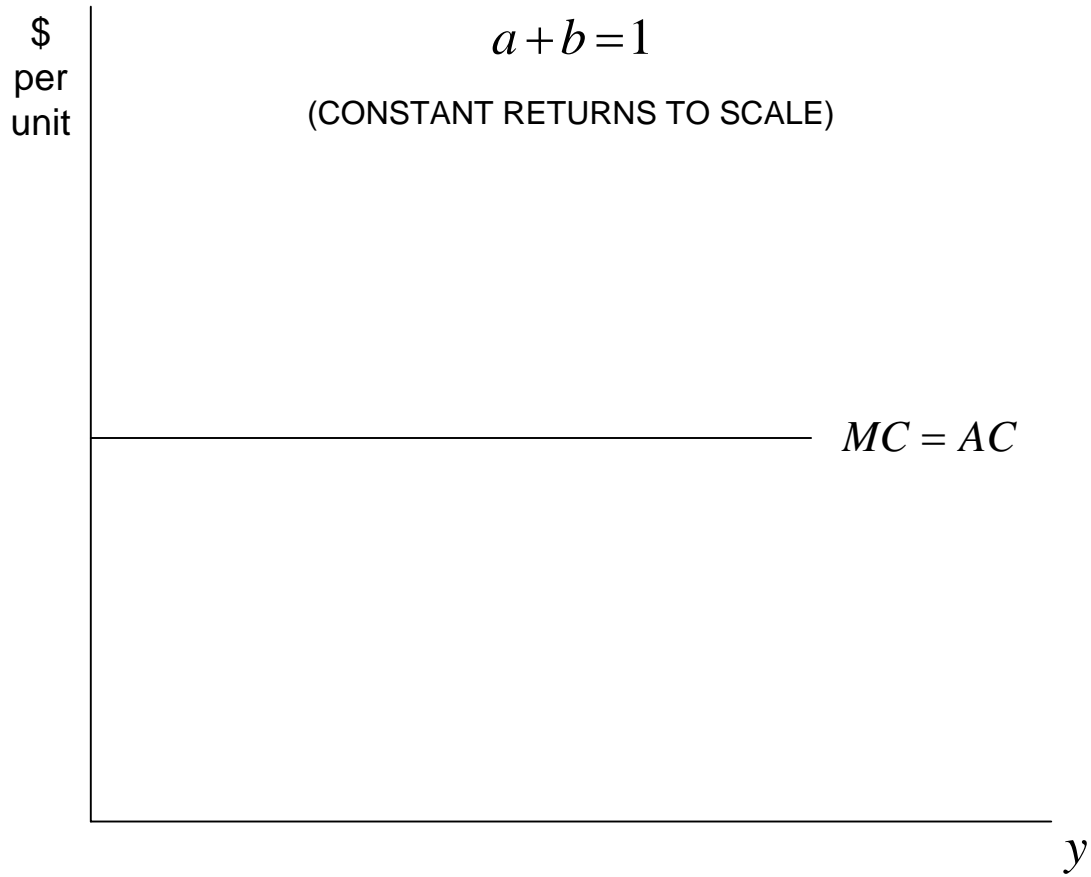 $
per
unit
a + b = 1
(CONSTANT RETURNS TO SCALE)
MC = AC
y